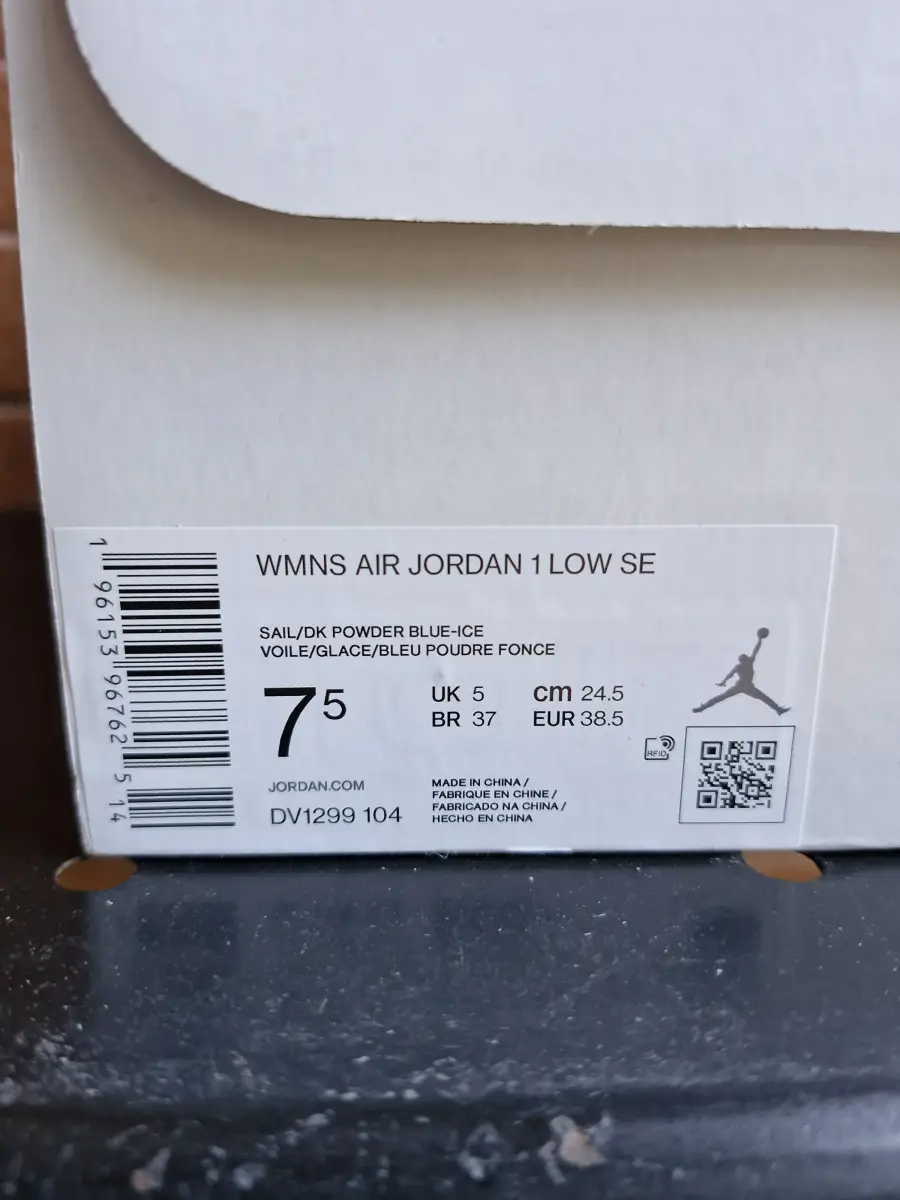 WMNS AIR JORDAN 1 LOW SE
SAIL/DK POWDER BLUE-ICE
VOILE/GLACE/BLEU POUDRE FONCE
7 5
UK 5 cm 24.5
BR 37 EUR 38.5
RFID
JORDAN.COM
DV1299 104
MADE IN CHINA /
FABRIQUE EN CHINE /
FABRICADO NA CHINA /
HECHO EN CHINA
1 96153 96762 5 14